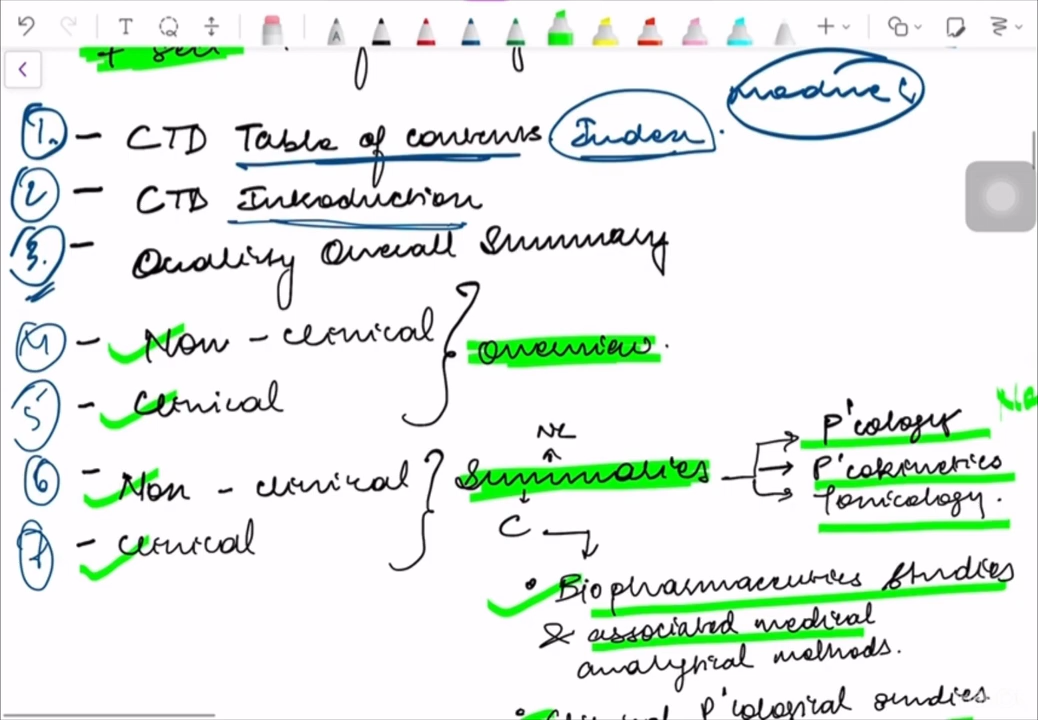 1. - CTD Table of contents (Index).
2 - CTD Introduction
3. - Quality Overall Summary
4 - Non - clinical
5 - Clinical
} overview.
6 - Non - clinical
7 - clinical
} Summaries
NC
C
P'cology
P'cokinetics
Toxicology.
• Biopharmaceutics studies
& associated medical
analytical methods.
P'cological studies